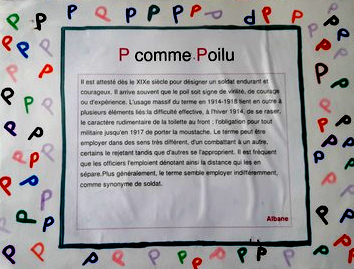 P comme Poilu
Il est attesté dès le XIXe siècle pour désigner un soldat endurant et
courageux. Il arrive souvent que le poil soit signe de virilité, de courage
ou d'expérience. L'usage massif du terme en 1914-1918 tient en outre à
plusieurs éléments liés la difficulté effective, à l'hiver 1914, de se raser,
le caractère rudimentaire de la toilette au front : l'obligation pour tout
militaire jusqu'en 1917 de porter la moustache. Le terme peut être
employer dans des sens très différent, d'un combattant à un autre,
certains le rejetant tandis que d'autres se l'approprient. Il est fréquent
que les officiers l'emploient dénotant ainsi la distance qui les en
sépare.Plus généralement, le terme semble employer indifféremment,
comme synonyme de soldat.
Albane